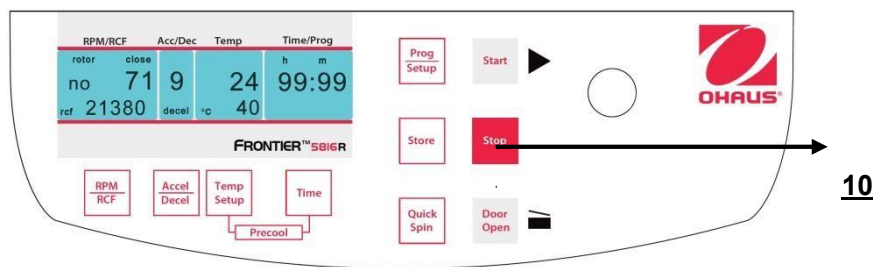 RPM/RCF Acc/Dec Temp Time/Prog
rotor close h m
no 71 9 24 99:99
rcf 21380 decel °C 40
FRONTIER™ 5816R
RPM
RCF
Accel
Decel
Temp
Setup
Time
Precool
Prog
Setup
Start
Store
Stop
Quick
Spin
Door
Open
OHAUS®
10